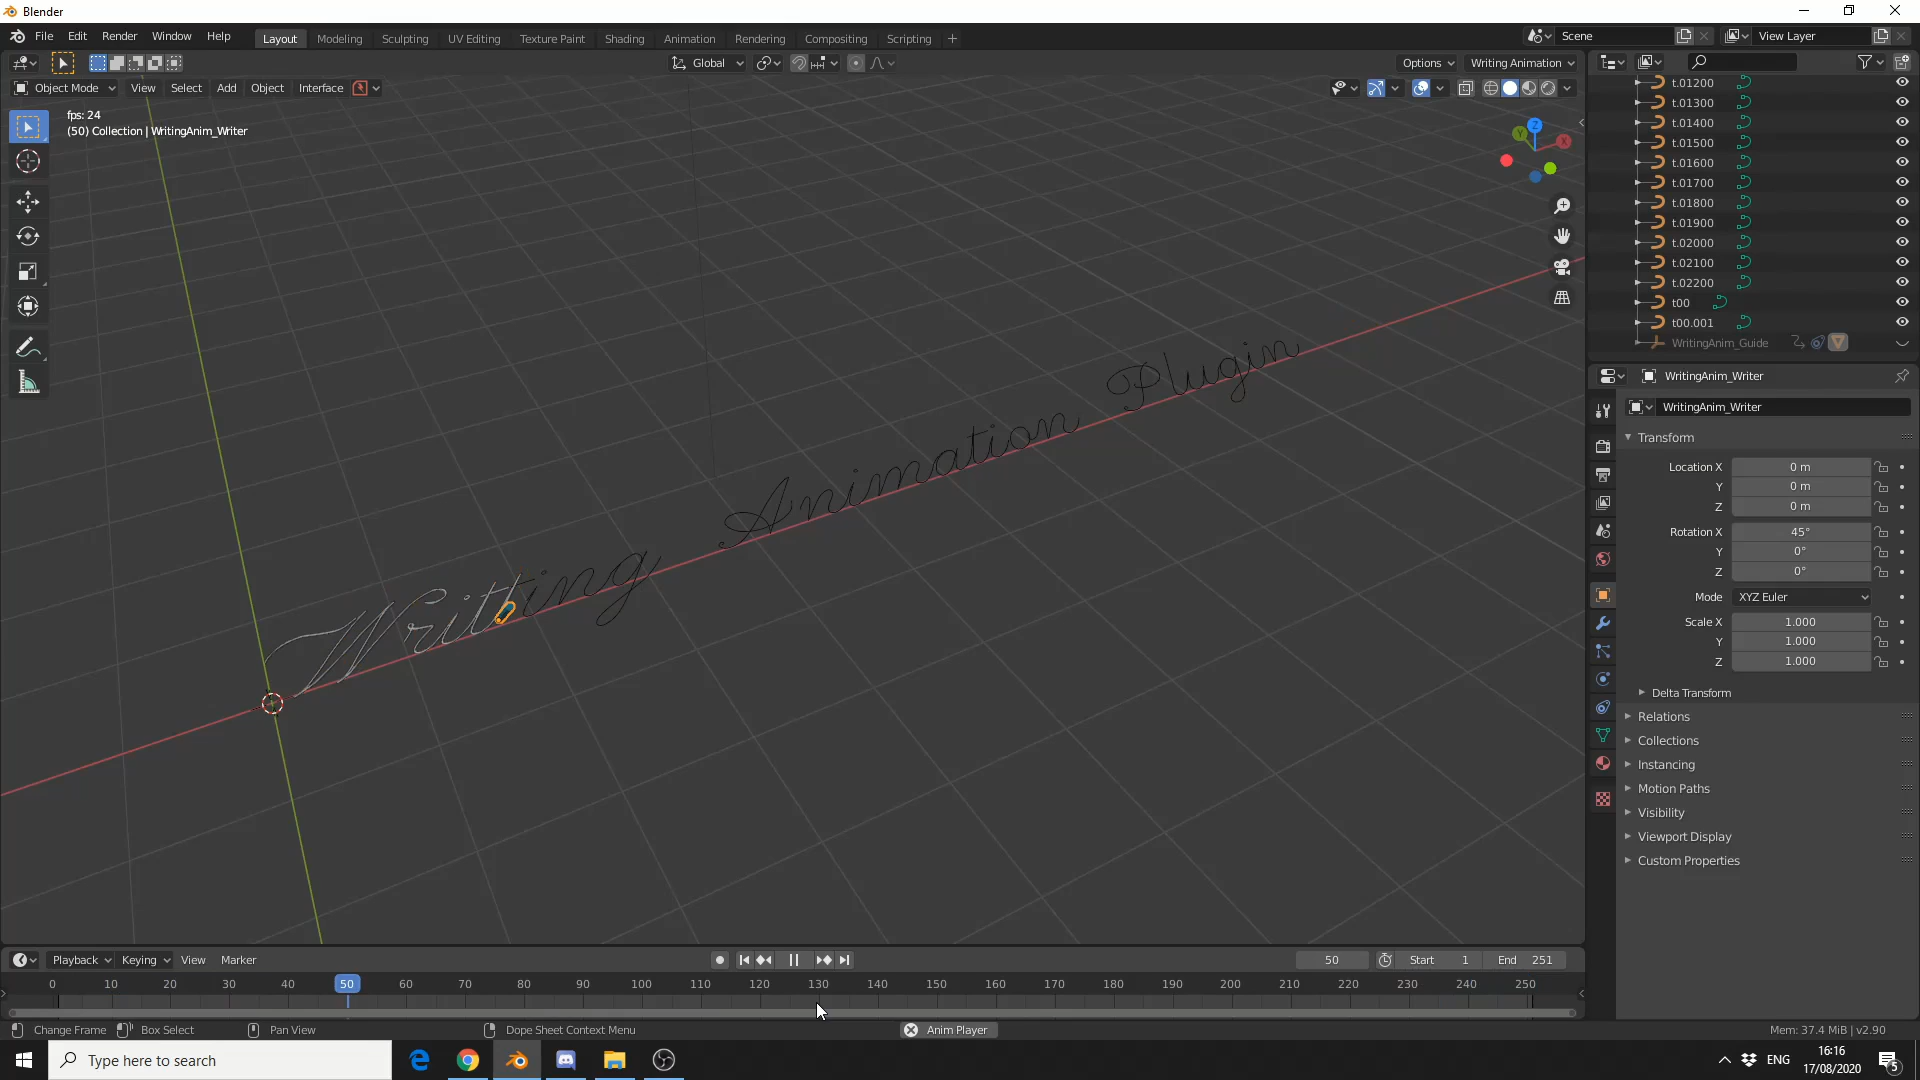 Blender
File Edit Render Window Help Layout Modeling Sculpting UV Editing Texture Paint Shading Animation Rendering Compositing Scripting + Scene View Layer
Global Options Writing Animation
Object Mode View Select Add Object Interface
fps: 24
(50) Collection | WritingAnim_Writer
Z
Y
X
Writing Animation Plugin
t.01200
t.01300
t.01400
t.01500
t.01600
t.01700
t.01800
t.01900
t.02000
t.02100
t.02200
t00
t00.001
WritingAnim_Guide
WritingAnim_Writer
WritingAnim_Writer
Transform
Location X 0 m
Y 0 m
Z 0 m
Rotation X 45°
Y 0°
Z 0°
Mode XYZ Euler
Scale X 1.000
Y 1.000
Z 1.000
Delta Transform
Relations
Collections
Instancing
Motion Paths
Visibility
Viewport Display
Custom Properties
Playback Keying View Marker 50 Start 1 End 251
0 10 20 30 40 50 60 70 80 90 100 110 120 130 140 150 160 170 180 190 200 210 220 230 240 250
Change Frame Box Select Pan View Dope Sheet Context Menu Anim Player Mem: 37.4 MiB | v2.90
Type here to search ENG 16:16
17/08/2020 5